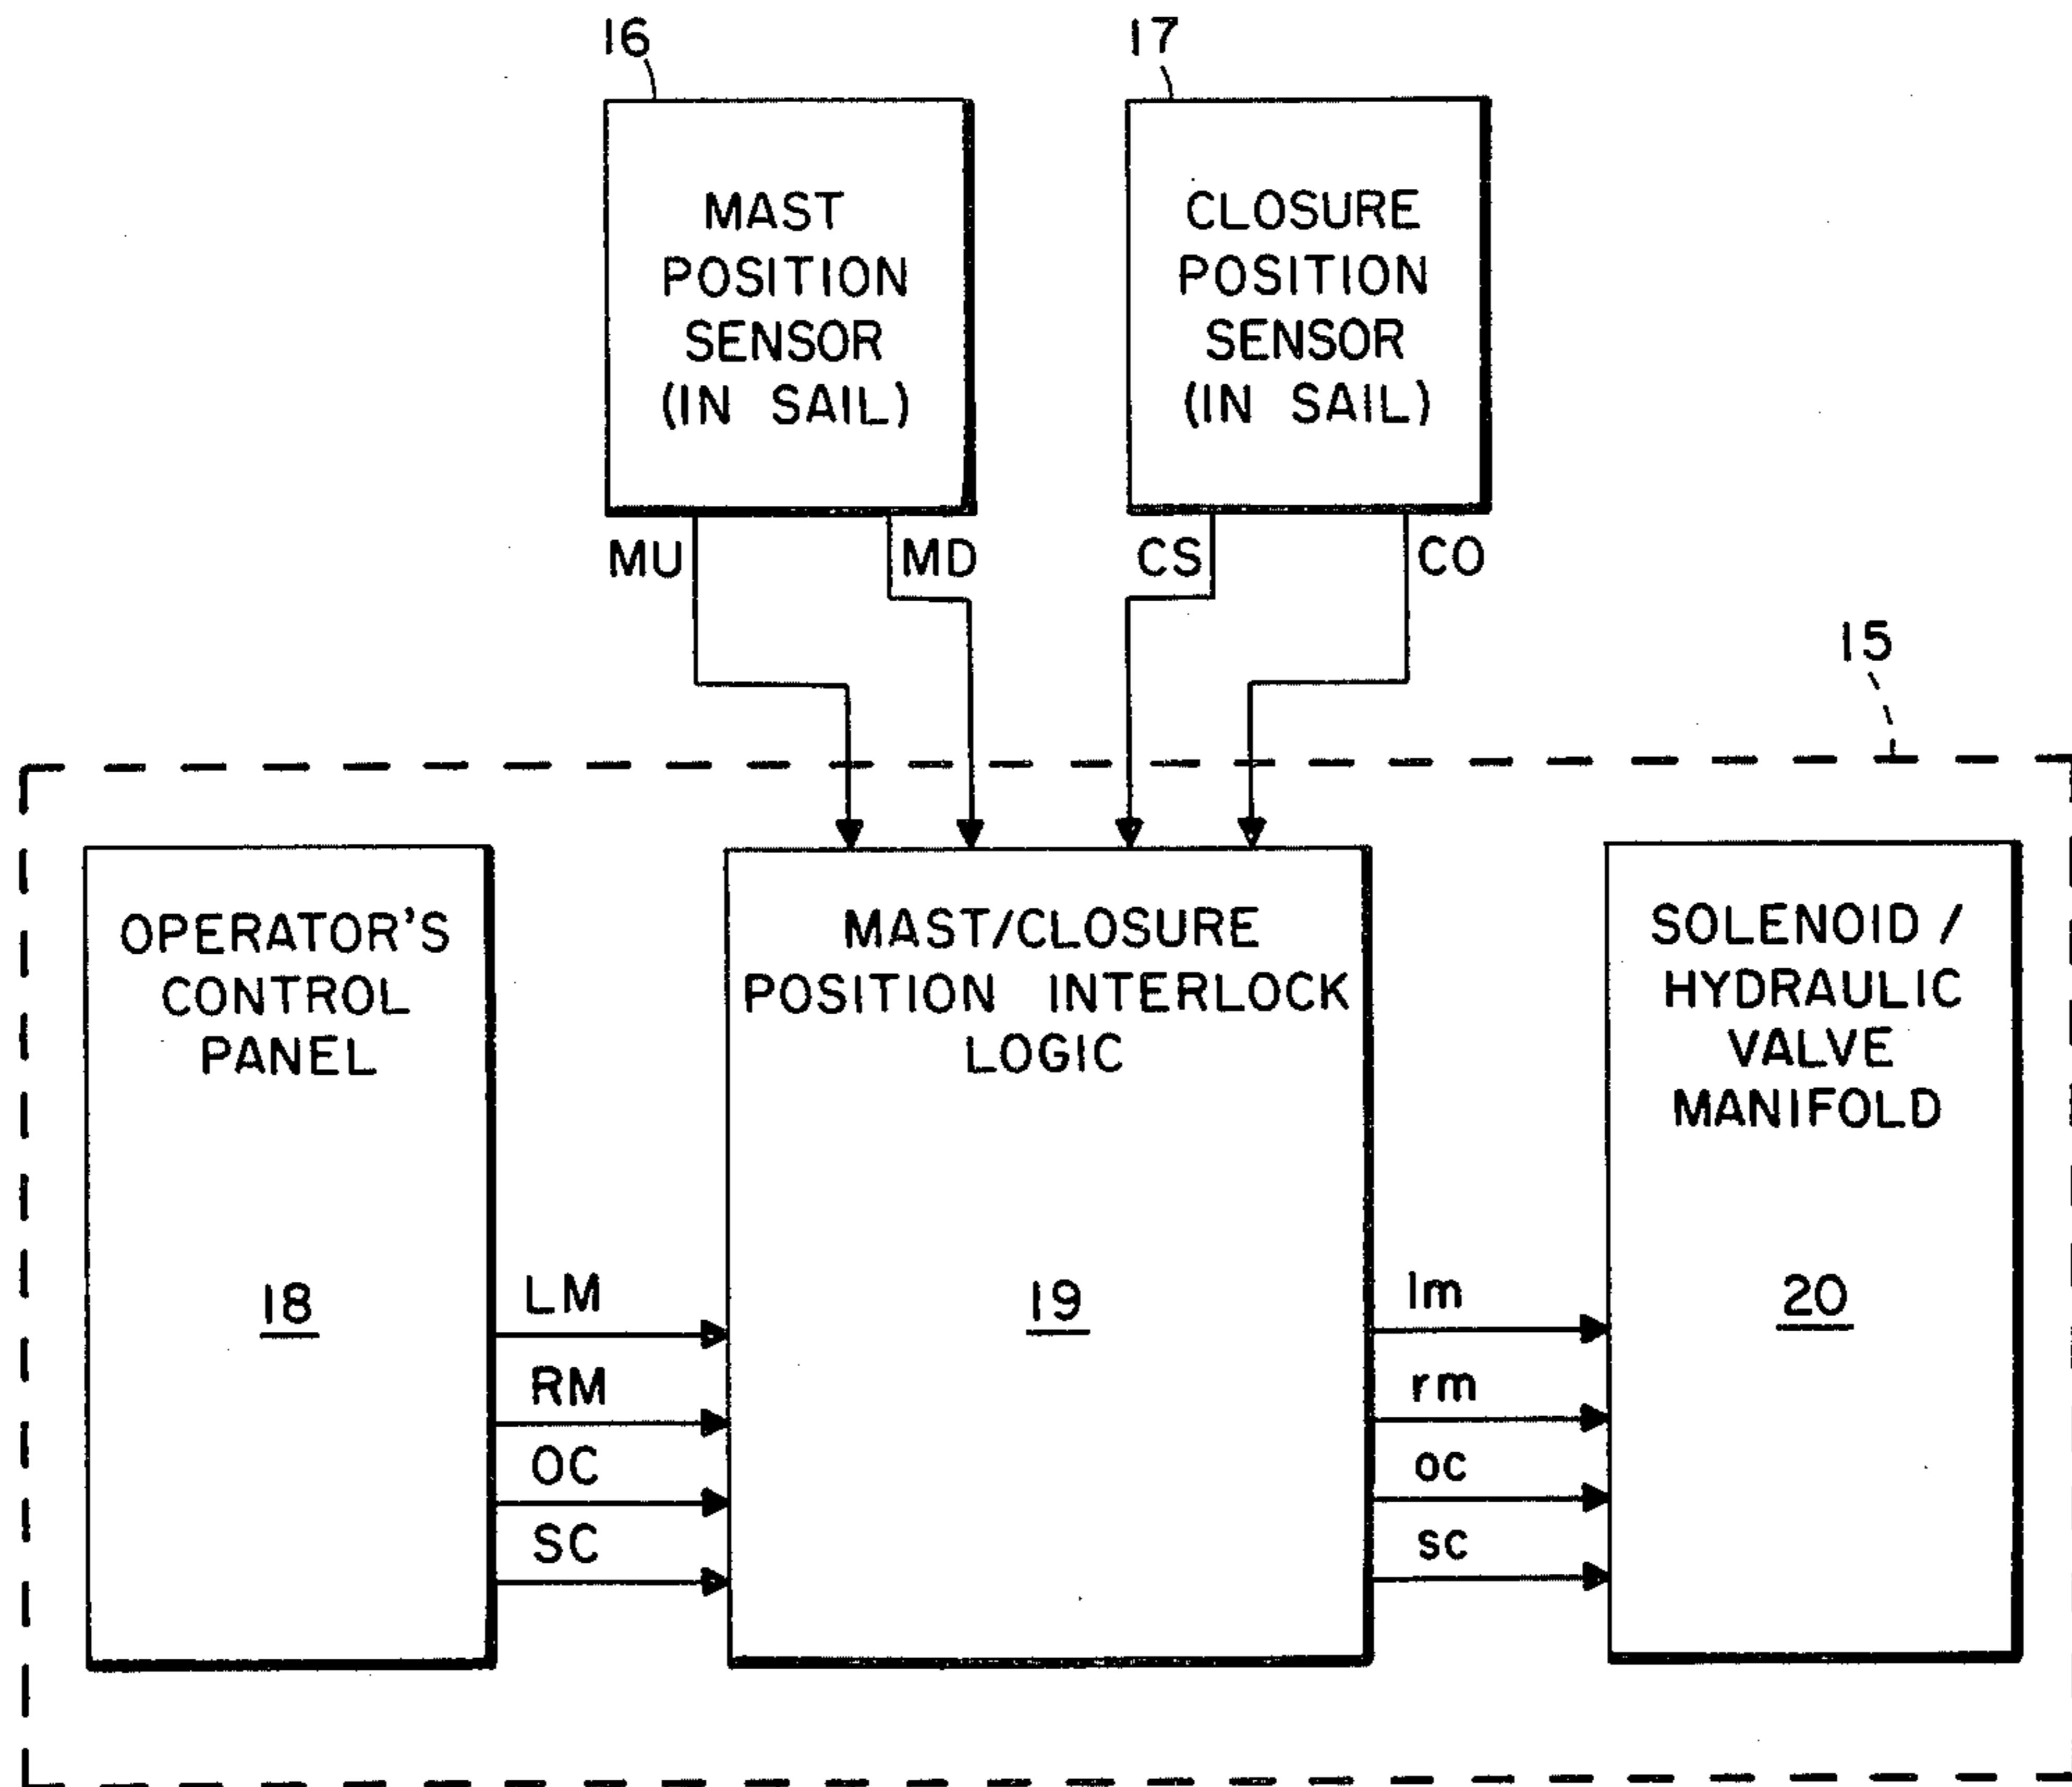 16
17
MAST
POSITION
SENSOR
(IN SAIL)
CLOSURE
POSITION
SENSOR
(IN SAIL)
MU
MD
CS
CO
15
OPERATOR'S
CONTROL
PANEL
18
MAST/CLOSURE
POSITION INTERLOCK
LOGIC
19
SOLENOID/
HYDRAULIC
VALVE
MANIFOLD
20
LM
RM
OC
SC
lm
rm
oc
sc